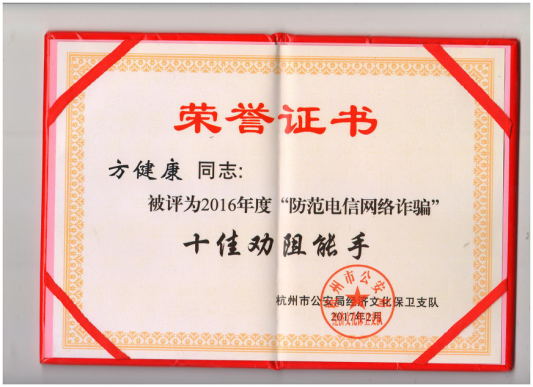 荣誉证书
方健康 同志:
被评为2016年度“防范电信网络诈骗”
十佳劝阻能手
杭州市公安局经济文化保卫支队
2017年2月